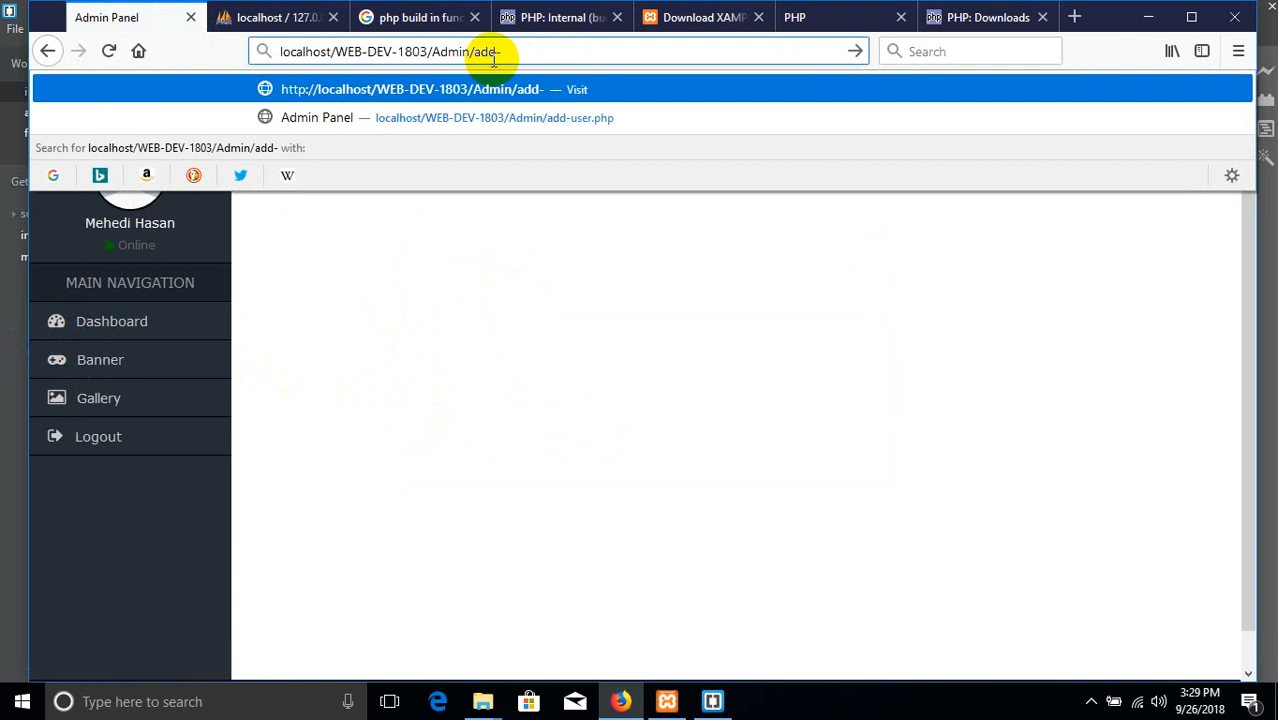 File
Admin Panel
localhost / 127.0.
php build in func
PHP: Internal (bu
Download XAMP
PHP
PHP: Downloads
localhost/WEB-DEV-1803/Admin/add-
Search
http://localhost/WEB-DEV-1803/Admin/add- — Visit
Admin Panel — localhost/WEB-DEV-1803/Admin/add-user.php
Search for localhost/WEB-DEV-1803/Admin/add- with:
Mehedi Hasan
Online
MAIN NAVIGATION
Dashboard
Banner
Gallery
Logout
Type here to search
3:29 PM
9/26/2018